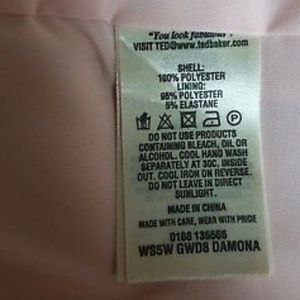 "You look fabulous"
VISIT TED@www.tedbaker.com
SHELL:
100% POLYESTER
LINING:
95% POLYESTER
5% ELASTANE
DO NOT USE PRODUCTS
CONTAINING BLEACH, OIL OR
ALCOHOL. COOL HAND WASH
SEPARATELY AT 30C, INSIDE
OUT. COOL IRON ON REVERSE.
DO NOT DRY IN DIRECT
SUNLIGHT.
MADE IN CHINA
MADE WITH CARE, WEAR WITH PRIDE
0166 135566
WS5W GWD8 DAMONA